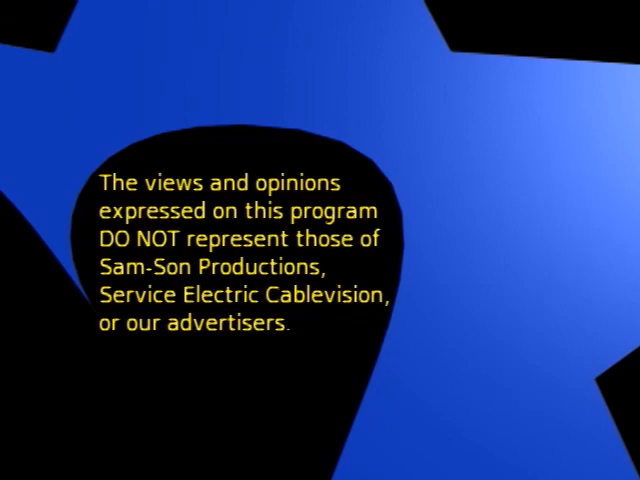 The views and opinions
expressed on this program
DO NOT represent those of
Sam-Son Productions,
Service Electric Cablevision,
or our advertisers.